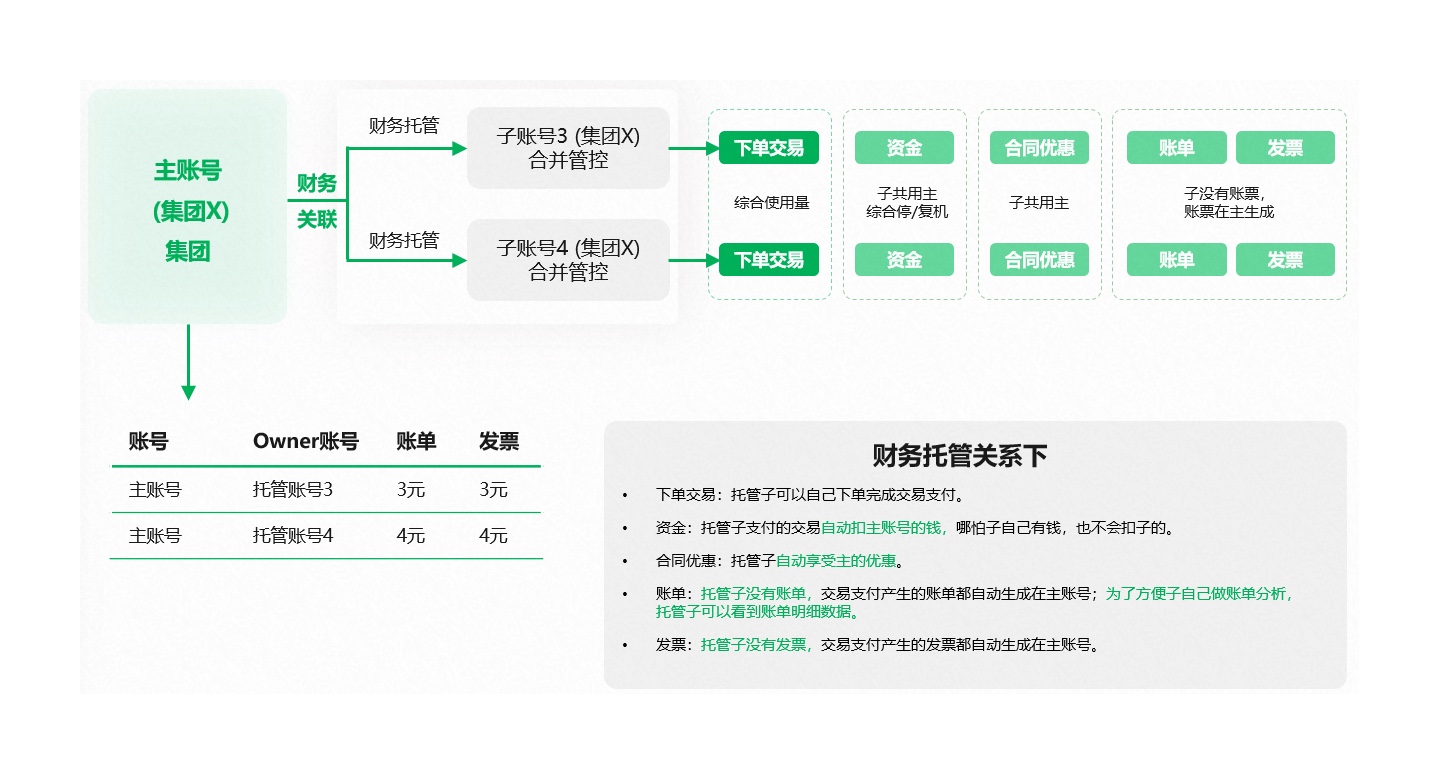 主账号
(集团X)
集团
财务
关联
财务托管
子账号3 (集团X)
合并管控
财务托管
子账号4 (集团X)
合并管控
下单交易
综合使用量
下单交易
资金
子共用主
综合停/复机
资金
合同优惠
子共用主
合同优惠
账单 发票
子没有账票，
账票在主生成
账单 发票
账号 Owner账号 账单 发票
主账号 托管账号3 3元 3元
主账号 托管账号4 4元 4元
财务托管关系下
• 下单交易：托管子可以自己下单完成交易支付。
• 资金：托管子支付的交易自动扣主账号的钱，哪怕子自己有钱，也不会扣子的。
• 合同优惠：托管子自动享受主的优惠。
• 账单：托管子没有账单，交易支付产生的账单都自动生成在主账号；为了方便子自己做账单分析，
托管子可以看到账单明细数据。
• 发票：托管子没有发票，交易支付产生的发票都自动生成在主账号。